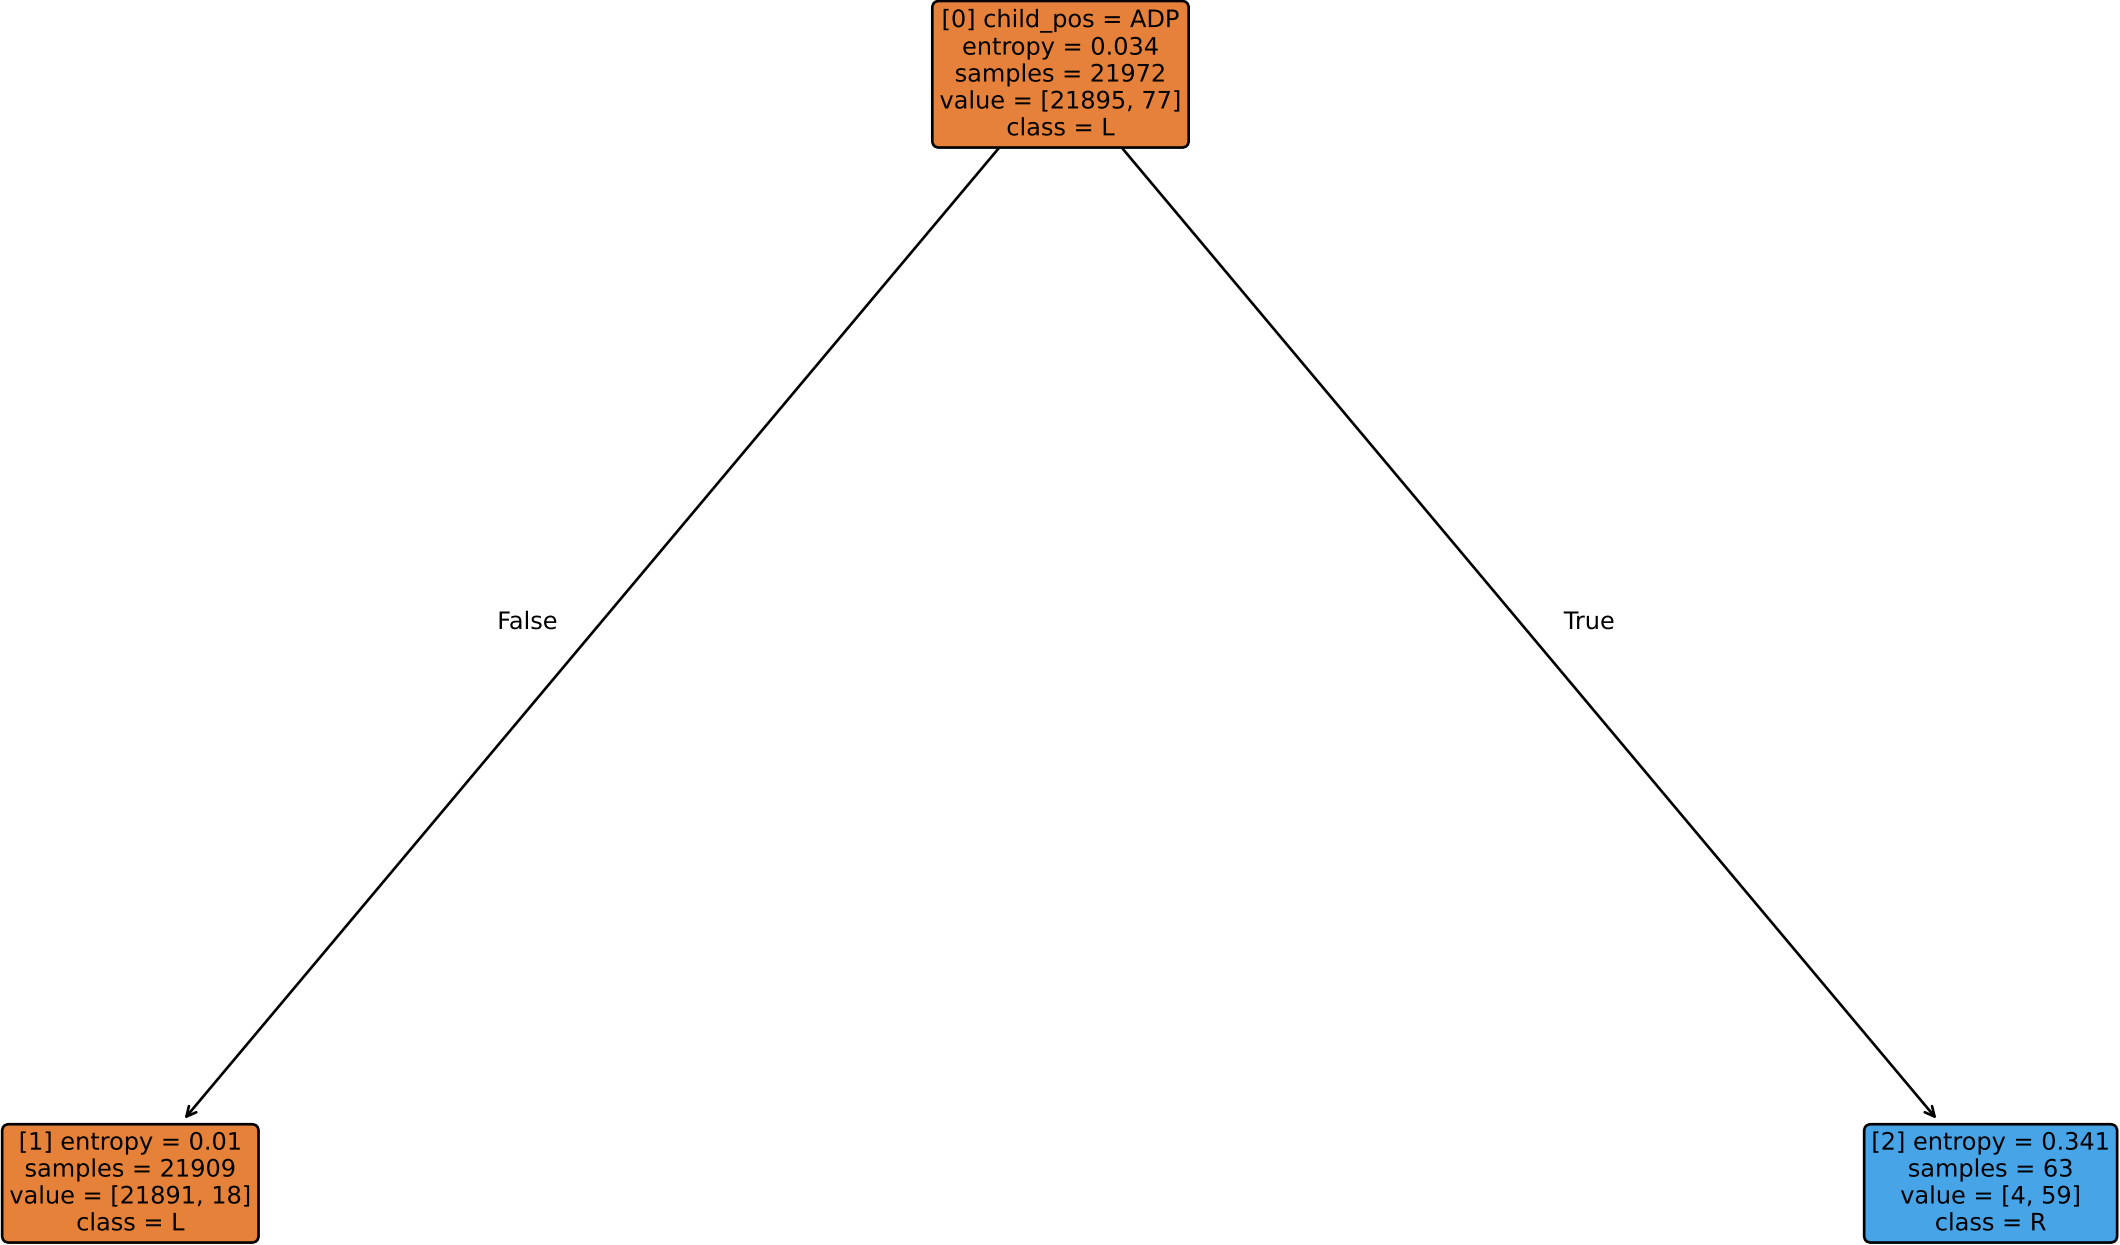 [0] child_pos = ADP
entropy = 0.034
samples = 21972
value = [21895, 77]
class = L
False
True
[1] entropy = 0.01
samples = 21909
value = [21891, 18]
class = L
[2] entropy = 0.341
samples = 63
value = [4, 59]
class = R